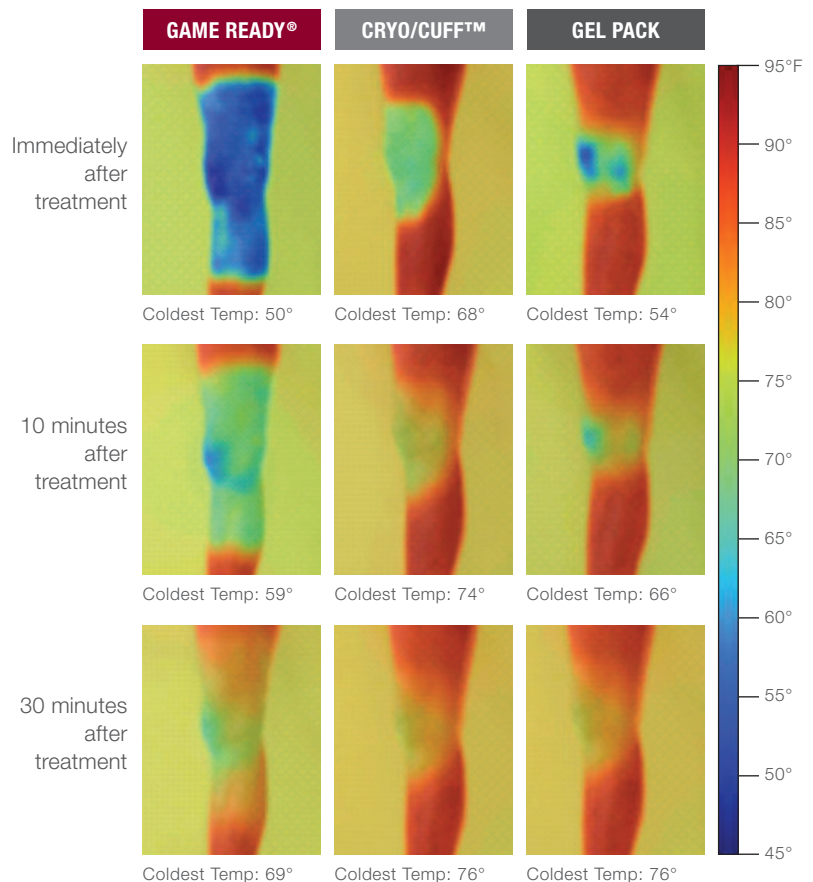 GAME READY®
CRYO/CUFF™
GEL PACK
95°F
90°
85°
80°
75°
70°
65°
60°
55°
50°
45°
Immediately
after
treatment
Coldest Temp: 50°
Coldest Temp: 68°
Coldest Temp: 54°
10 minutes
after
treatment
Coldest Temp: 59°
Coldest Temp: 74°
Coldest Temp: 66°
30 minutes
after
treatment
Coldest Temp: 69°
Coldest Temp: 76°
Coldest Temp: 76°